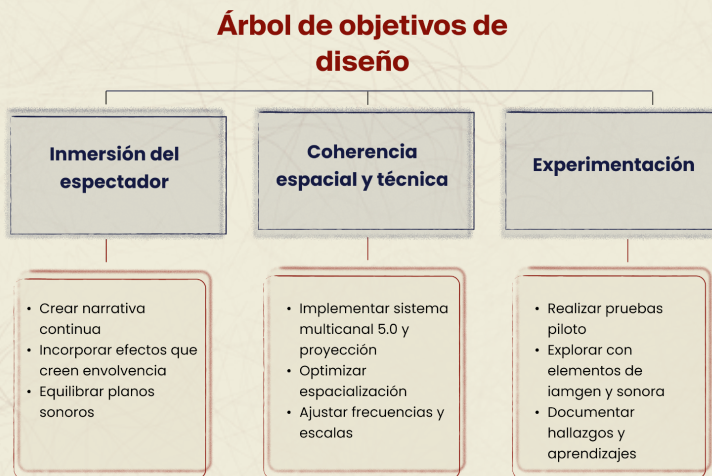 Árbol de objetivos de
diseño
Inmersión del
espectador
Coherencia
espacial y técnica
Experimentación
• Crear narrativa
continua
• Incorporar efectos que
creen envolvencia
• Equilibrar planos
sonoros
• Implementar sistema
multicanal 5.0 y
proyección
• Optimizar
espacialización
• Ajustar frecuencias y
escalas
• Realizar pruebas
piloto
• Explorar con
elementos de
iamgen y sonora
• Documentar
hallazgos y
aprendizajes